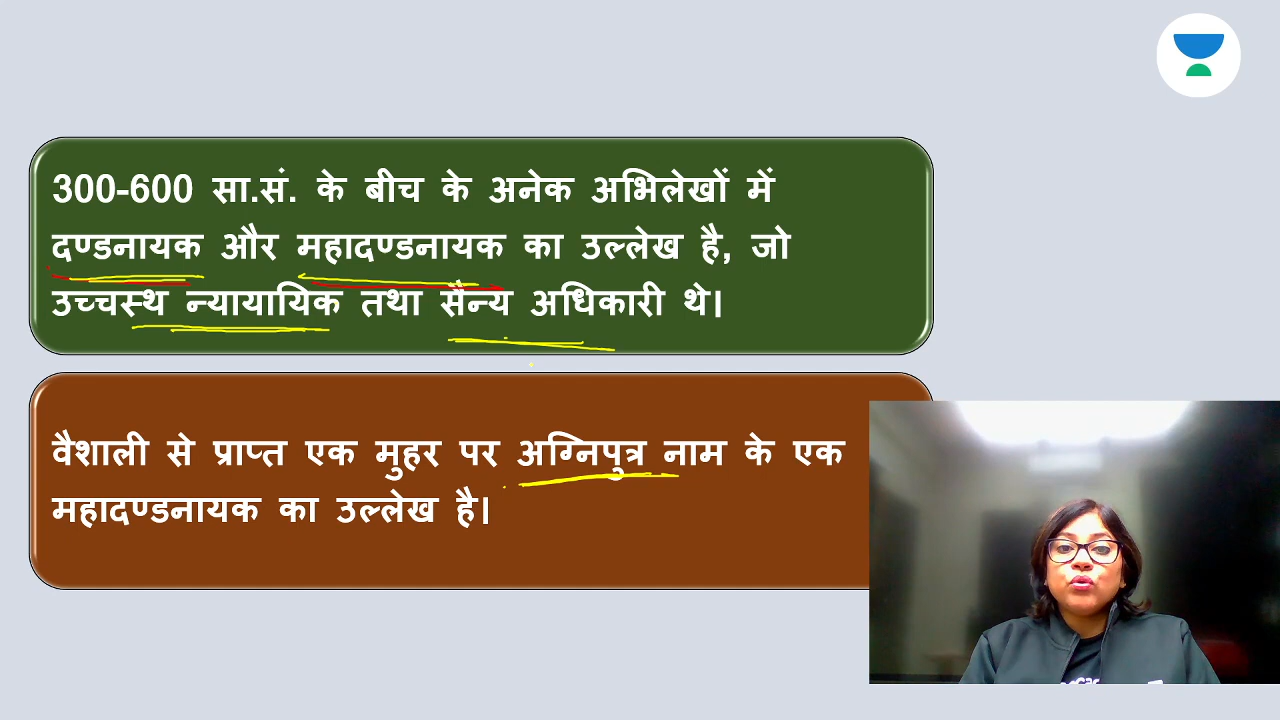 300-600 सा.सं. के बीच के अनेक अभिलेखों में
दण्डनायक और महादण्डनायक का उल्लेख है, जो
उच्चस्थ न्यायायिक तथा सैन्य अधिकारी थे।
वैशाली से प्राप्त एक मुहर पर अग्निपुत्र नाम के एक
महादण्डनायक का उल्लेख है।